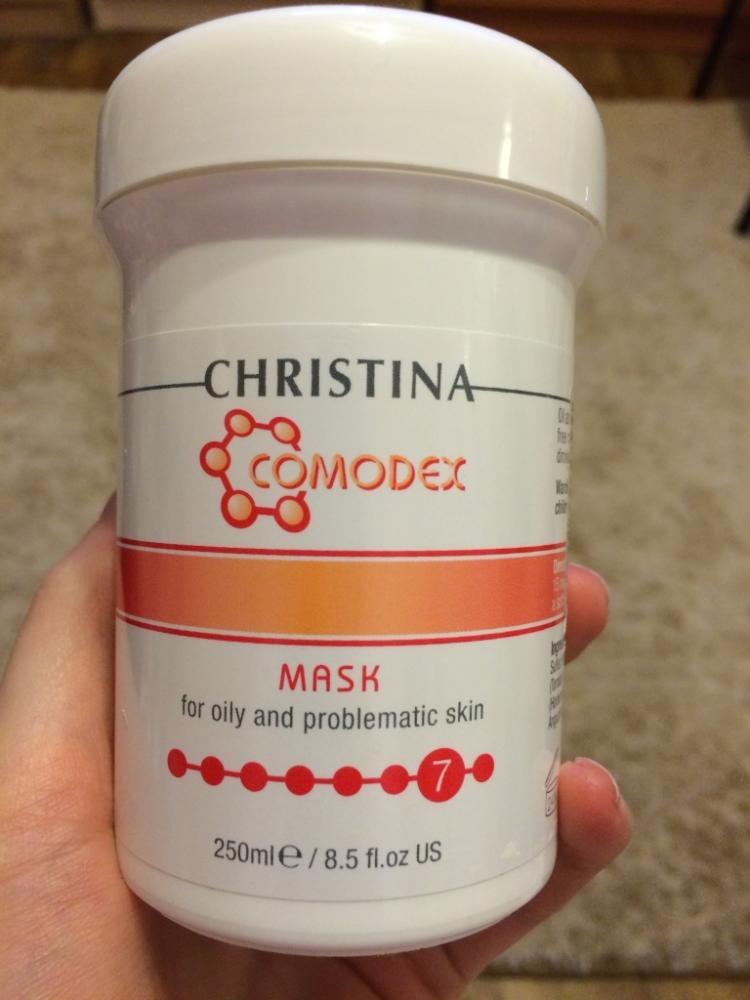 CHRISTINA
COMODEX
MASK
for oily and problematic skin
7
250ml℮ / 8.5 fl.oz US